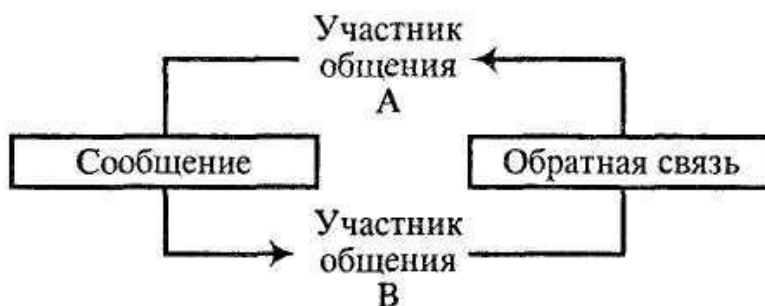 Участник
общения
А
Сообщение
Обратная связь
Участник
общения
В